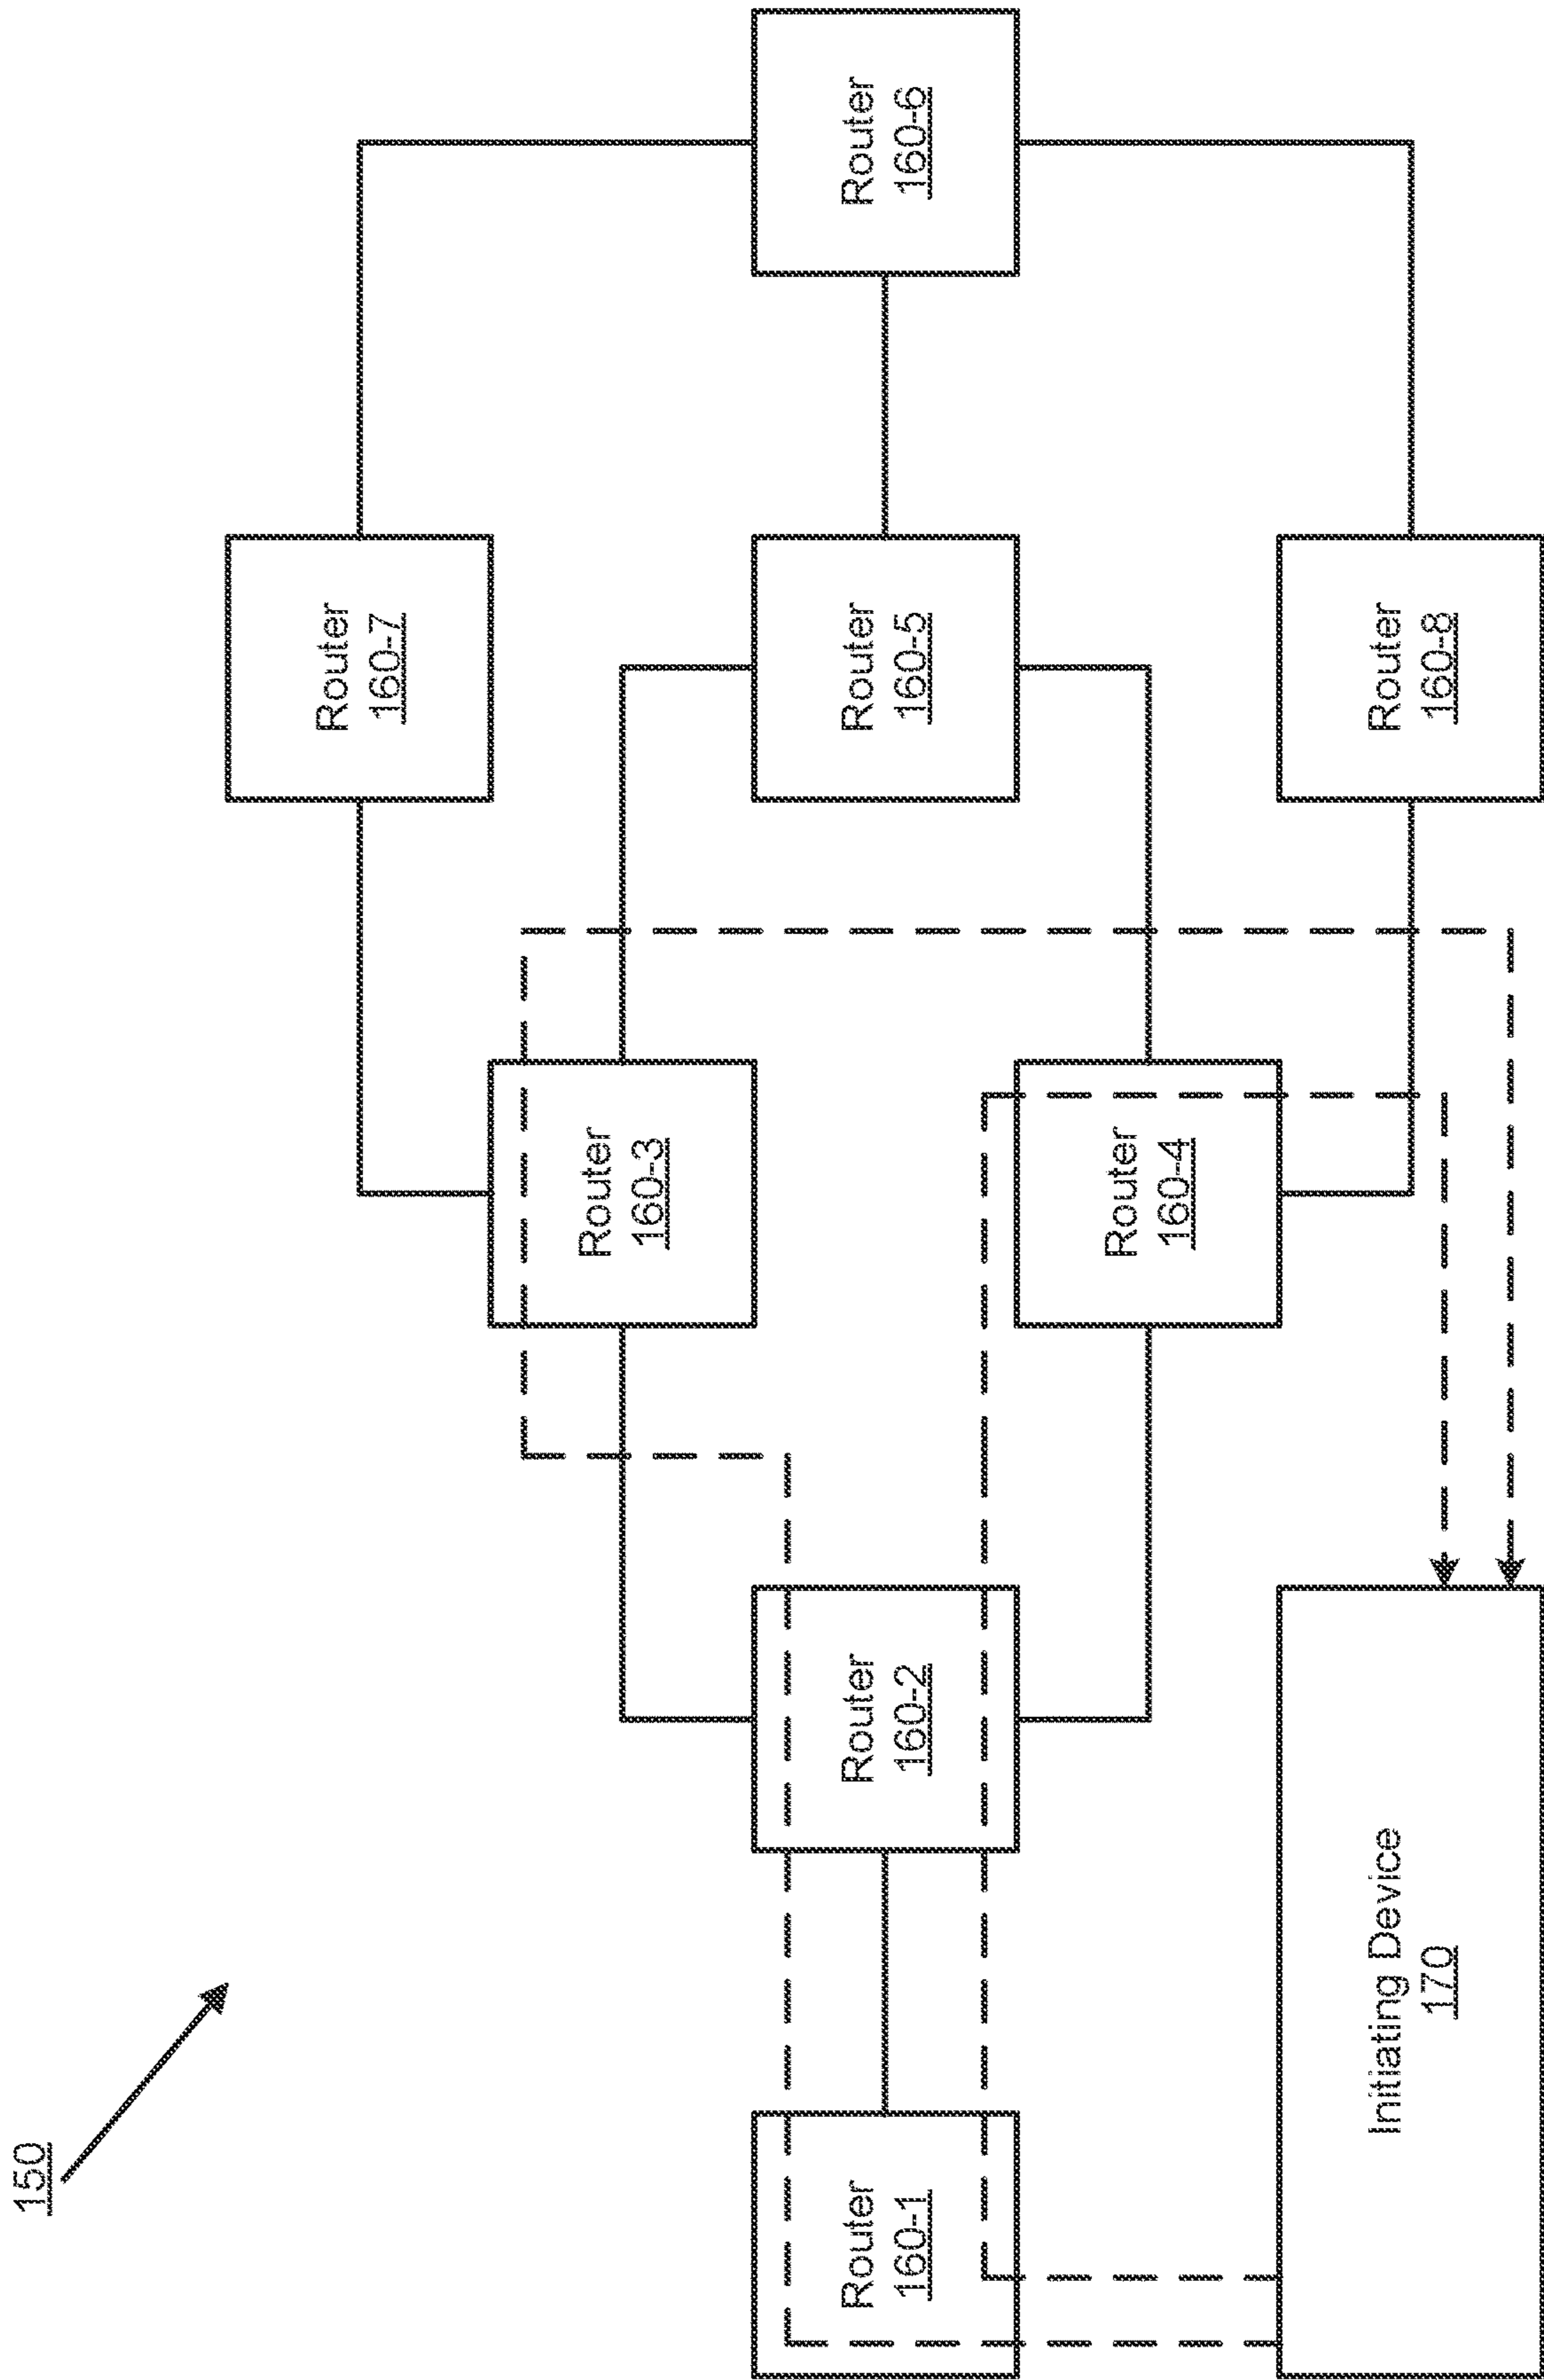 150
Router
160-1
Router
160-2
Router
160-3
Router
160-4
Router
160-7
Router
160-5
Router
160-8
Router
160-6
Initiating Device
170